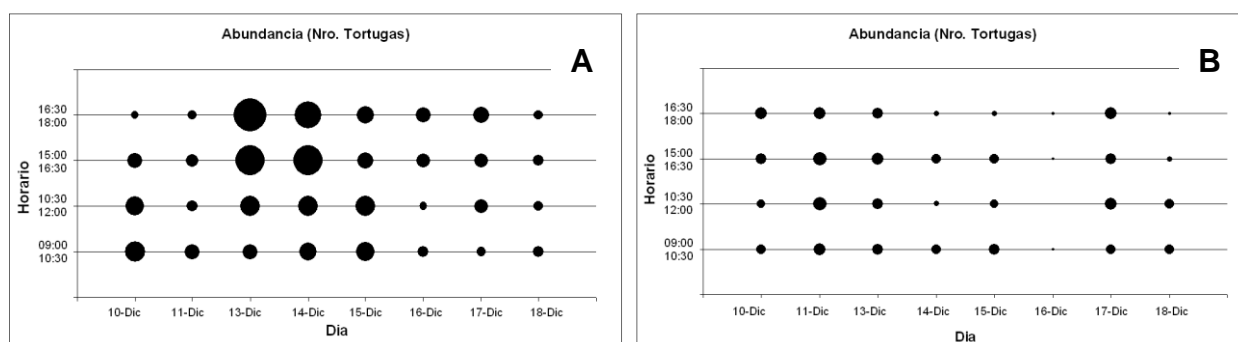 Abundancia (Nro. Tortugas)
A
16:30
18:00
15:00
16:30
10:30
12:00
09:00
10:30
Horario
10-Dic 11-Dic 13-Dic 14-Dic 15-Dic 16-Dic 17-Dic 18-Dic
Dia
Abundancia (Nro. Tortugas)
B
16:30
18:00
15:00
16:30
10:30
12:00
09:00
10:30
Horario
10-Dic 11-Dic 13-Dic 14-Dic 15-Dic 16-Dic 17-Dic 18-Dic
Dia